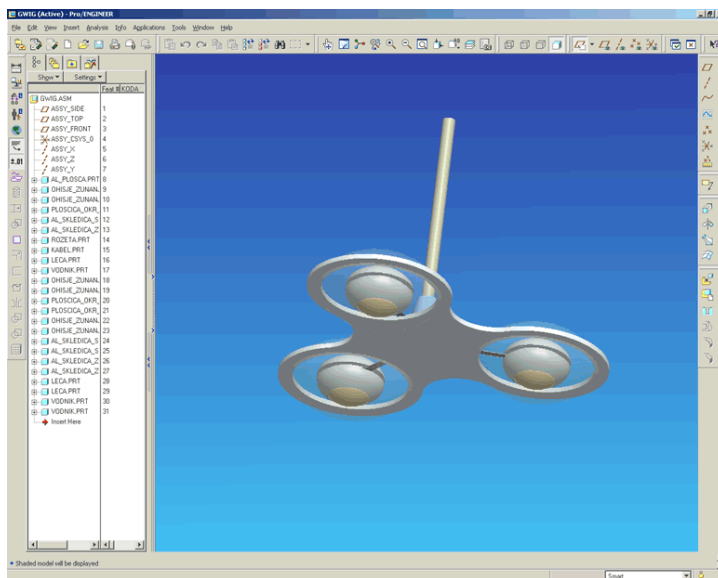 GWIG (Active) - Pro/ENGINEER
File Edit View Insert Analysis Info Applications Tools Window Help
Show Settings
Feat # KODA
GWIG.ASM
ASSY_SIDE 1
ASSY_TOP 2
ASSY_FRONT 3
ASSY_CSYS_0 4
ASSY_X 5
ASSY_Z 6
ASSY_Y 7
AL_PLOSCA.PRT 8
OHISJE_ZUNAN. 9
OHISJE_ZUNAN. 10
PLOSCICA_OKR_ 11
AL_SKLEDICA_S 12
AL_SKLEDICA_Z 13
ROZETA.PRT 14
KABEL.PRT 15
LECA.PRT 16
VODNIK.PRT 17
OHISJE_ZUNAN. 18
OHISJE_ZUNAN. 19
PLOSCICA_OKR_ 20
PLOSCICA_OKR_ 21
OHISJE_ZUNAN. 22
OHISJE_ZUNAN. 23
AL_SKLEDICA_S 24
AL_SKLEDICA_S 25
AL_SKLEDICA_Z 26
AL_SKLEDICA_Z 27
LECA.PRT 28
LECA.PRT 29
VODNIK.PRT 30
VODNIK.PRT 31
Insert Here
Shaded model will be displayed
Smart